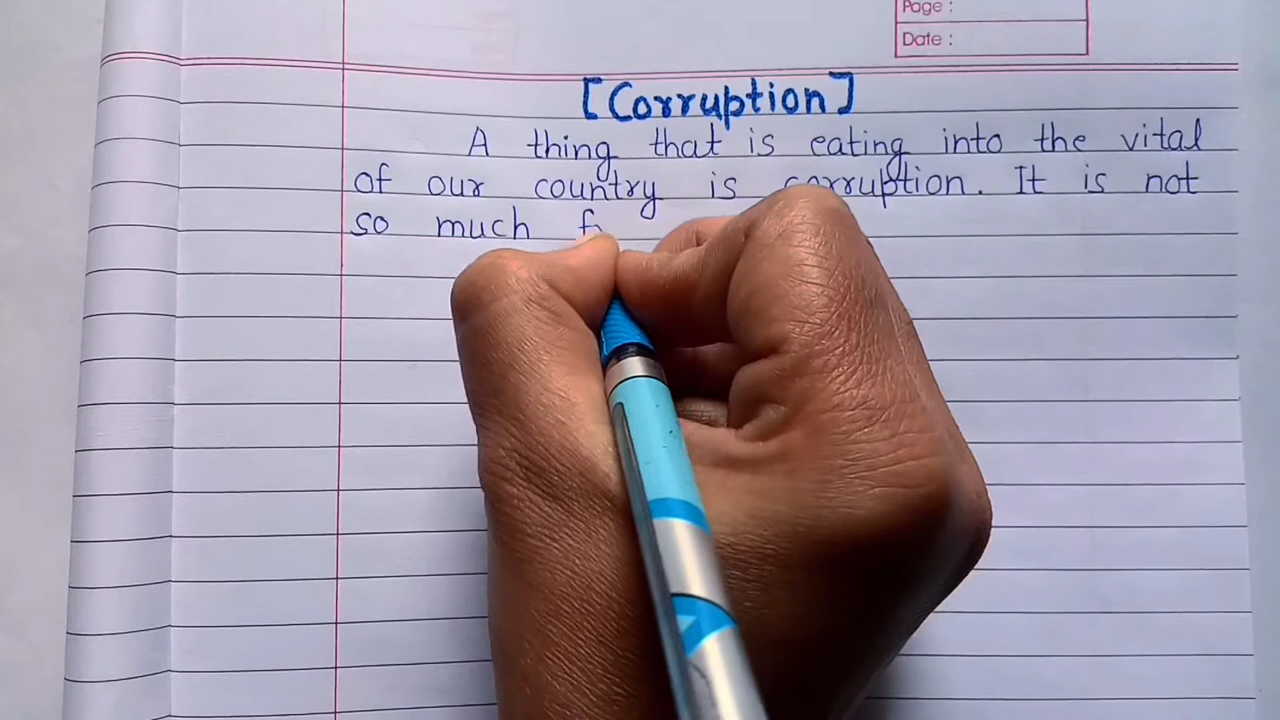 Page :
Date :
[Corruption]
A thing that is eating into the vital
of our country is corruption. It is not
so much